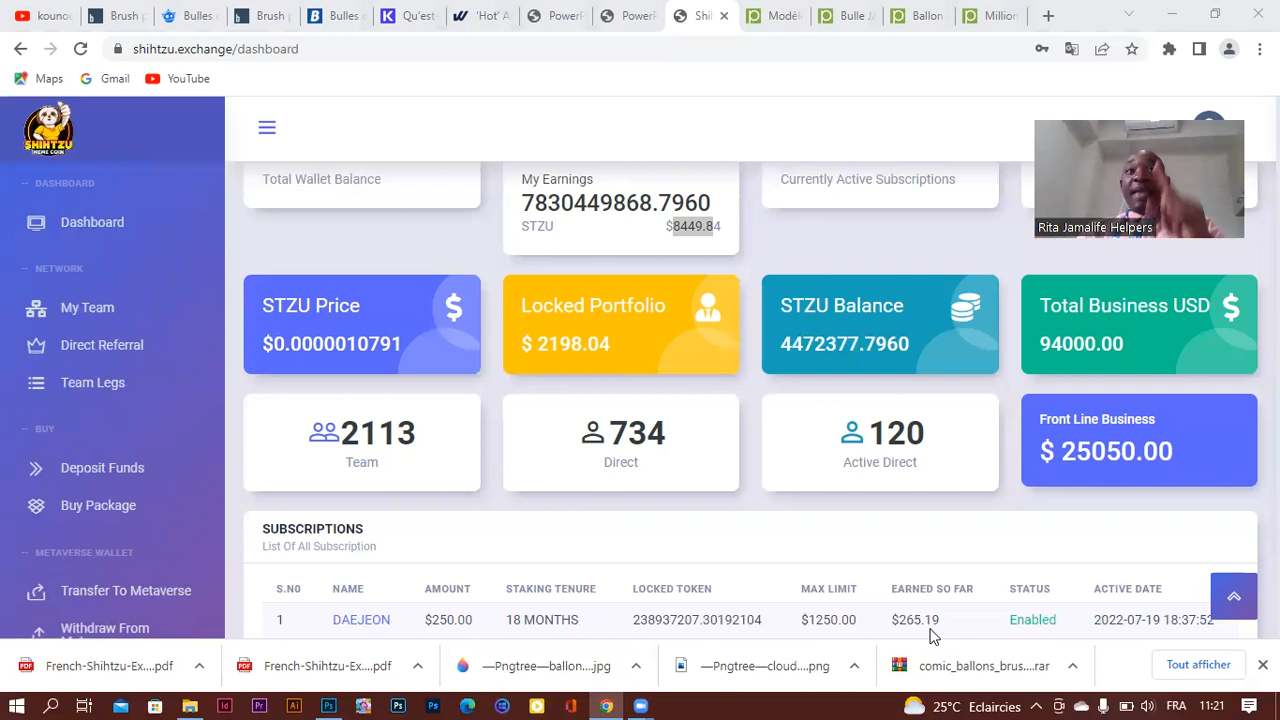 kounou
Brush p
Bulles d
Brush p
Bulles a
Qu'est-
'Hot' A
PowerP
PowerP
Shi
Modèl
Bulle J
Ballon
Million
shihtzu.exchange/dashboard
Maps
Gmail
YouTube
SHIHTZU
MEME COIN
DASHBOARD
Dashboard
NETWORK
My Team
Direct Referral
Team Legs
BUY
Deposit Funds
Buy Package
METAVERSE WALLET
Transfer To Metaverse
Withdraw From
Total Wallet Balance
My Earnings
7830449868.7960
STZU $8449.84
Currently Active Subscriptions
Rita Jamalife Helpers
STZU Price
$0.0000010791
Locked Portfolio
$ 2198.04
STZU Balance
4472377.7960
Total Business USD
94000.00
2113
Team
734
Direct
120
Active Direct
Front Line Business
$ 25050.00
SUBSCRIPTIONS
List Of All Subscription
S.NO NAME AMOUNT STAKING TENURE LOCKED TOKEN MAX LIMIT EARNED SO FAR STATUS ACTIVE DATE
1 DAEJEON $250.00 18 MONTHS 238937207.30192104 $1250.00 $265.19 Enabled 2022-07-19 18:37:52
French-Shihtzu-Ex....pdf
French-Shihtzu-Ex....pdf
—Pngtree—ballon....jpg
—Pngtree—cloud....png
comic_ballons_brus....rar
Tout afficher
25°C Eclaircies
FRA
11:21